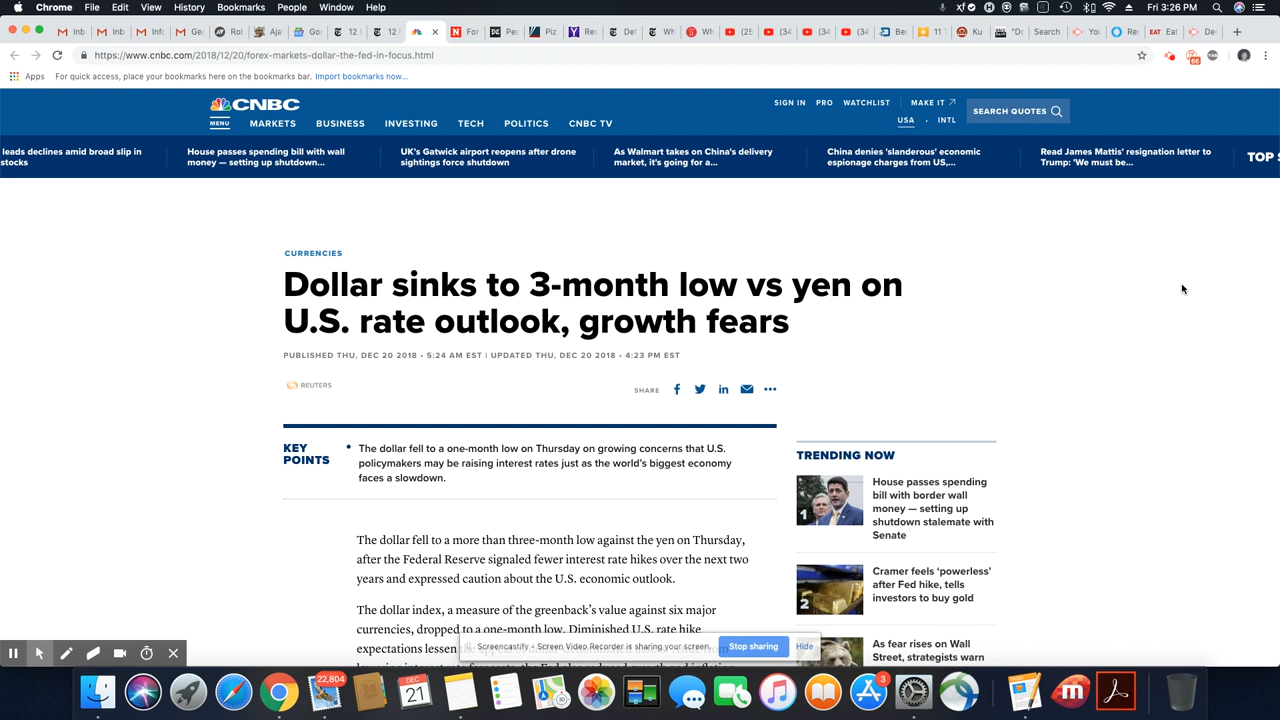 Chrome File Edit View History Bookmarks People Window Help
Fri 3:26 PM
https://www.cnbc.com/2018/12/20/forex-markets-dollar-the-fed-in-focus.html
Apps For quick access, place your bookmarks here on the bookmarks bar. Import bookmarks now...
CNBC
SIGN IN PRO WATCHLIST MAKE IT
SEARCH QUOTES
USA INTL
MENU MARKETS BUSINESS INVESTING TECH POLITICS CNBC TV
leads declines amid broad split in
stocks
House passes spending bill with wall
money — setting up shutdown...
UK's Gatwick airport reopens after drone
sightings force shutdown
As Walmart takes on China's delivery
market, it's going for a...
China denies 'slanderous' economic
espionage charges from US,...
Read James Mattis' resignation letter to
Trump: 'We must be...
TOP S
CURRENCIES
Dollar sinks to 3-month low vs yen on
U.S. rate outlook, growth fears
PUBLISHED THU, DEC 20 2018 • 5:24 AM EST | UPDATED THU, DEC 20 2018 • 4:23 PM EST
REUTERS
SHARE
KEY
POINTS
• The dollar fell to a one-month low on Thursday on growing concerns that U.S.
policymakers may be raising interest rates just as the world's biggest economy
faces a slowdown.
The dollar fell to a more than three-month low against the yen on Thursday,
after the Federal Reserve signaled fewer interest rate hikes over the next two
years and expressed caution about the U.S. economic outlook.
The dollar index, a measure of the greenback's value against six major
currencies, dropped to a one-month low. Diminished U.S. rate hike
expectations lessen
TRENDING NOW
1
House passes spending
bill with border wall
money — setting up
shutdown stalemate with
Senate
2
Cramer feels 'powerless'
after Fed hike, tells
investors to buy gold
As fear rises on Wall
Street, strategists warn
Screencastify - Screen Video Recorder is sharing your screen.
Stop sharing
Hide
22,804
DEC
21
3